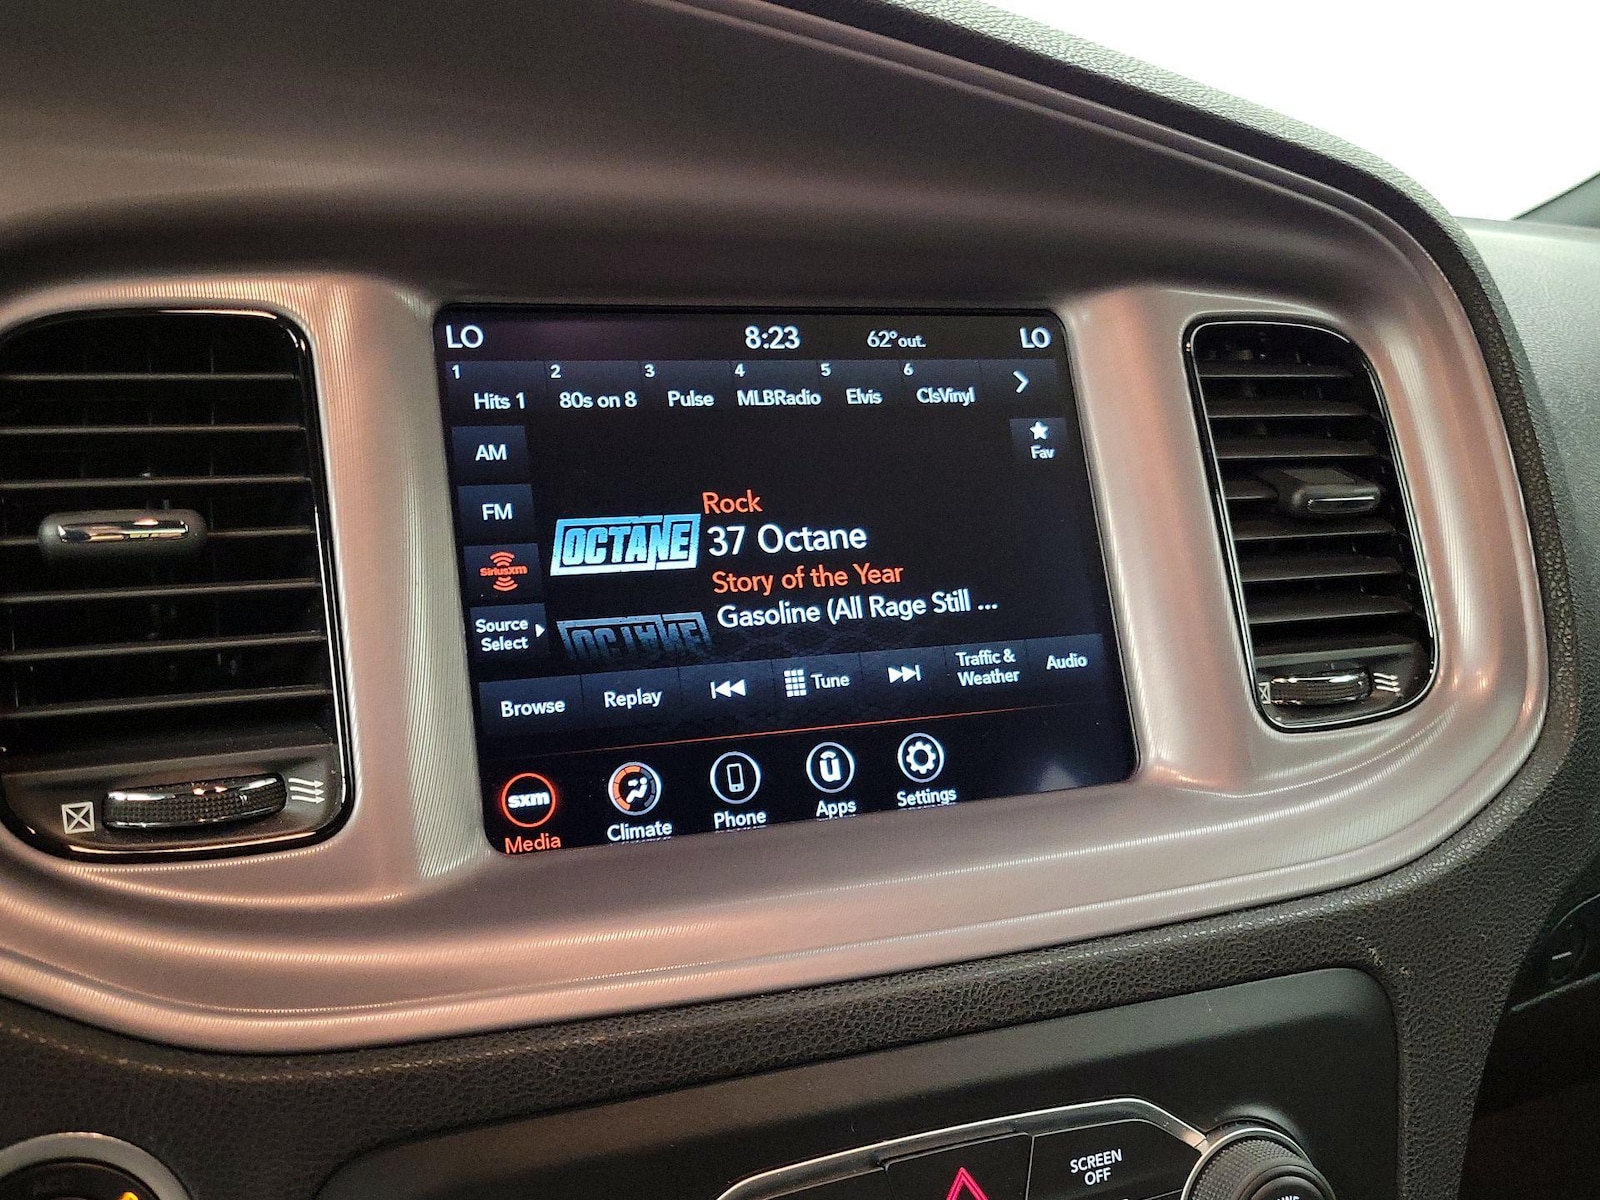 LO 8:23 62° out. LO
1 2 3 4 5 6
Hits 1 80s on 8 Pulse MLBRadio Elvis ClsVinyl
AM
Fav
FM
Rock
OCTANE
37 Octane
SiriusXM
Story of the Year
Gasoline (All Rage Still ...
Source
Select
Browse Replay Tune Traffic &
Weather
Audio
sxm
Media Climate Phone Apps Settings
SCREEN
OFF